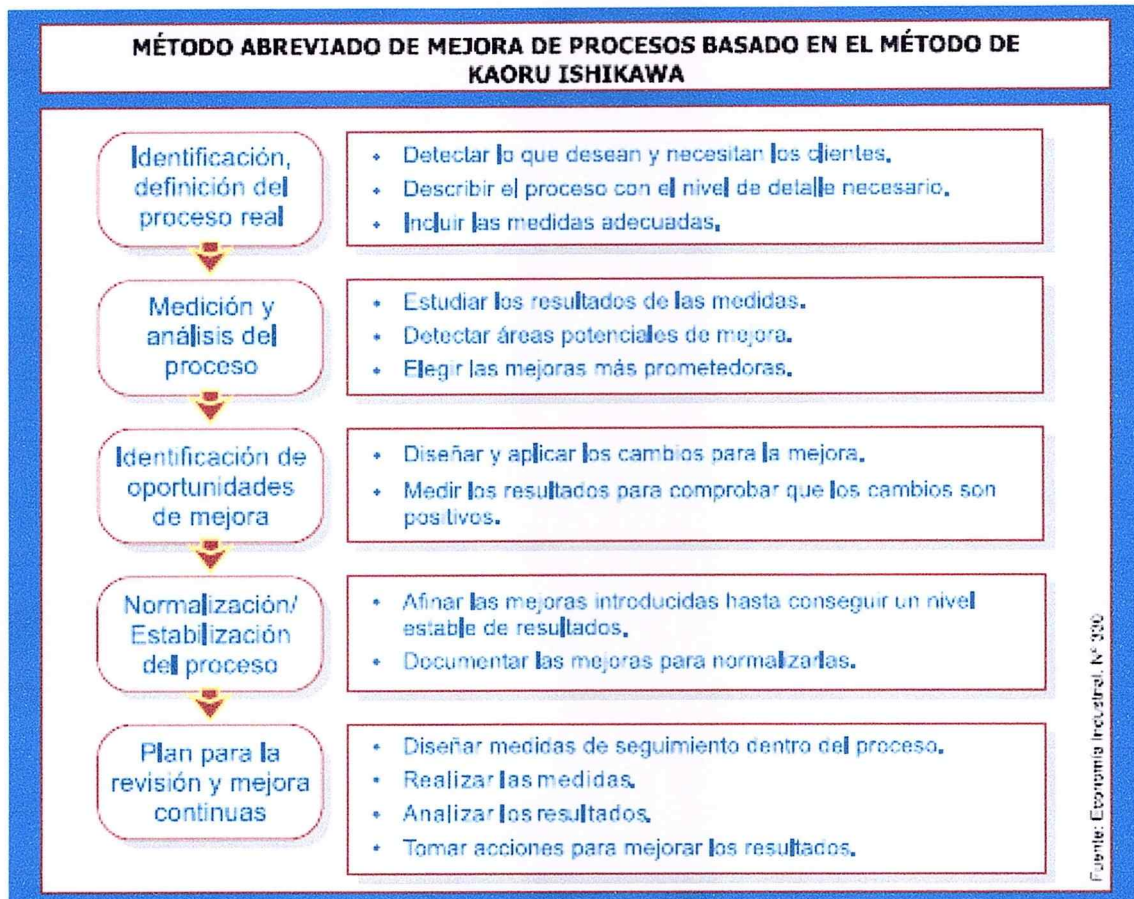 MÉTODO ABREVIADO DE MEJORA DE PROCESOS BASADO EN EL MÉTODO DE
KAORU ISHIKAWA
Identificación,
definición del
proceso real
• Detectar lo que desean y necesitan los clientes.
• Describir el proceso con el nivel de detalle necesario.
• Incluir las medidas adecuadas.
Medición y
análisis del
proceso
• Estudiar los resultados de las medidas.
• Detectar áreas potenciales de mejora.
• Elegir las mejoras más prometedoras.
Identificación de
oportunidades
de mejora
• Diseñar y aplicar los cambios para la mejora.
• Medir los resultados para comprobar que los cambios son
positivos.
Normalización/
Estabilización
del proceso
• Afinar las mejoras introducidas hasta conseguir un nivel
estable de resultados.
• Documentar las mejoras para normalizarlas.
Plan para la
revisión y mejora
continuas
• Diseñar medidas de seguimiento dentro del proceso.
• Realizar las medidas.
• Analizar los resultados.
• Tomar acciones para mejorar los resultados.
Fuente: Economía Industrial. Nº 330